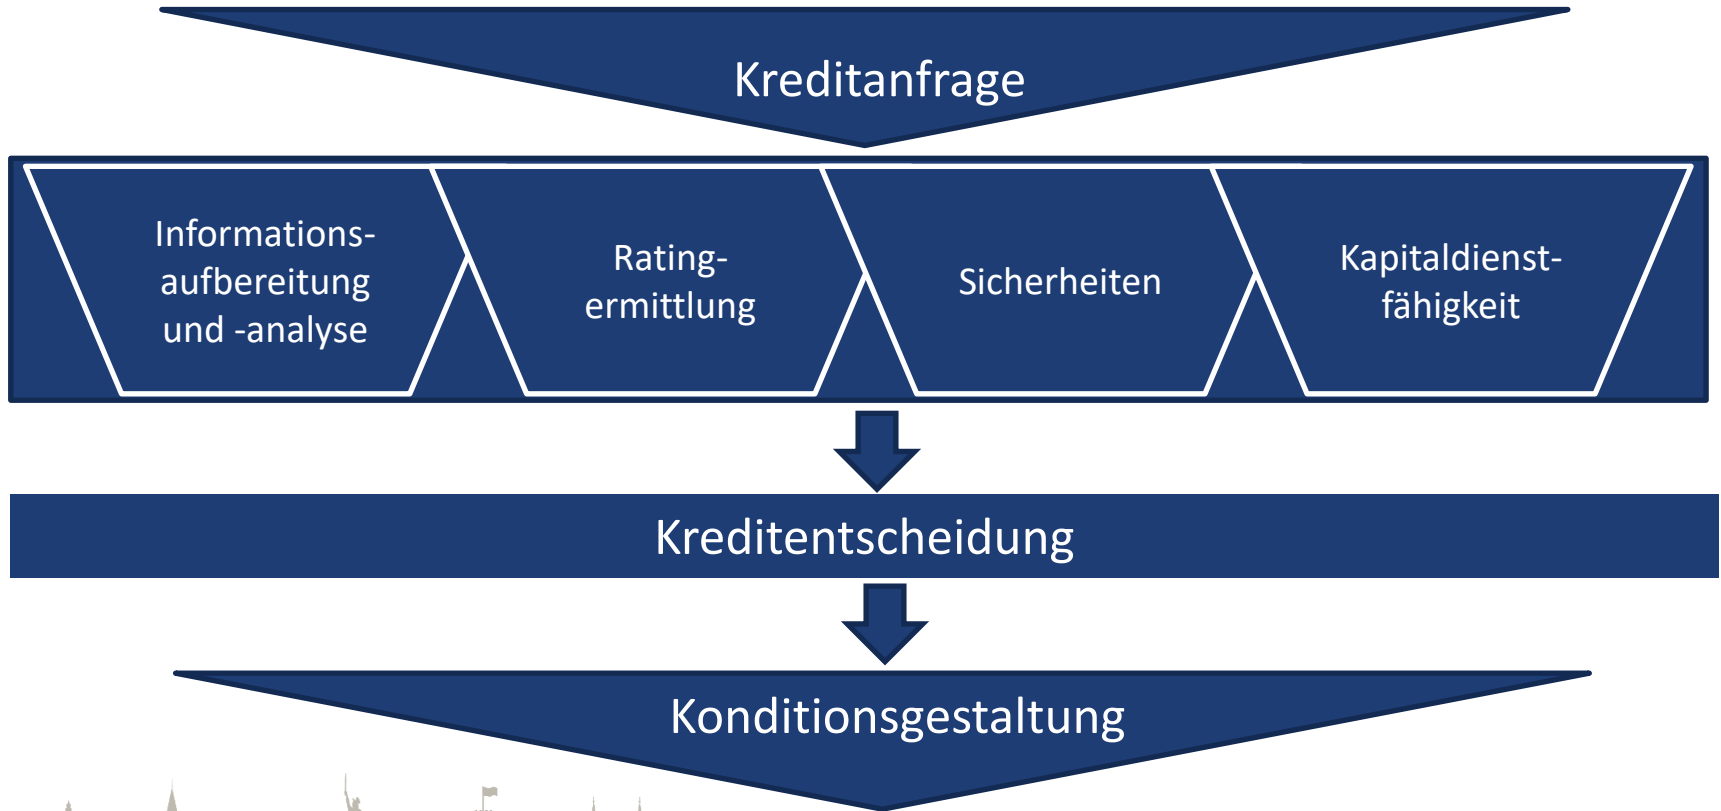 Kreditanfrage
Informations-
aufbereitung
und -analyse
Rating-
ermittlung
Sicherheiten
Kapitaldienst-
fähigkeit
Kreditentscheidung
Konditionsgestaltung